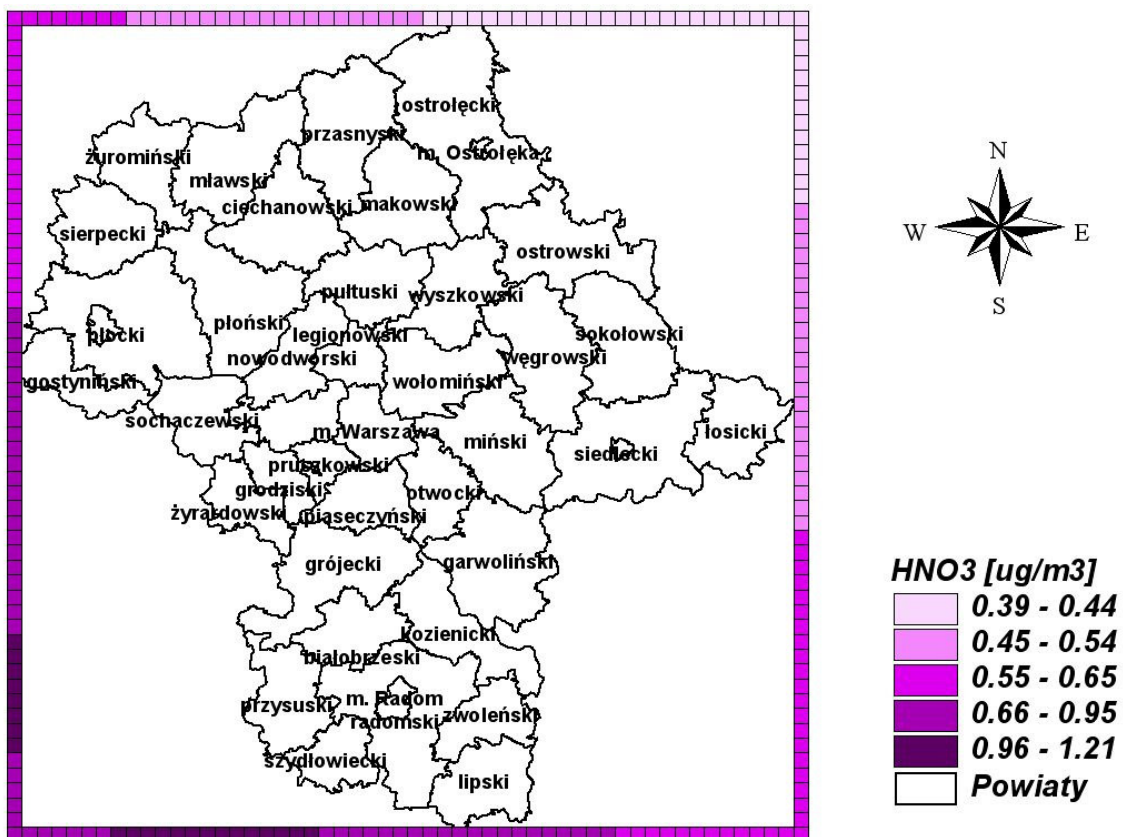 ostrołęcki
przasnyski
m. Ostrołęka
żuromiński
mławski
ciechanowski
makowski
sierpecki
ostrowski
pułtuski
wyszkowski
płoński
legionowski
sokołowski
płocki
nowodworski
węgrowski
gostyniński
wołomiński
sochaczewski
m. Warszawa
miński
łosicki
siedlecki
pruszkowski
grodziski
otwocki
żyrardowski
piaseczyński
grójecki
garwoliński
kozienicki
białobrzeski
przysuski
m. Radom
radomski
zwoleński
szydłowiecki
lipski
N
W
E
S
HNO3 [ug/m3]
0.39 - 0.44
0.45 - 0.54
0.55 - 0.65
0.66 - 0.95
0.96 - 1.21
Powiaty